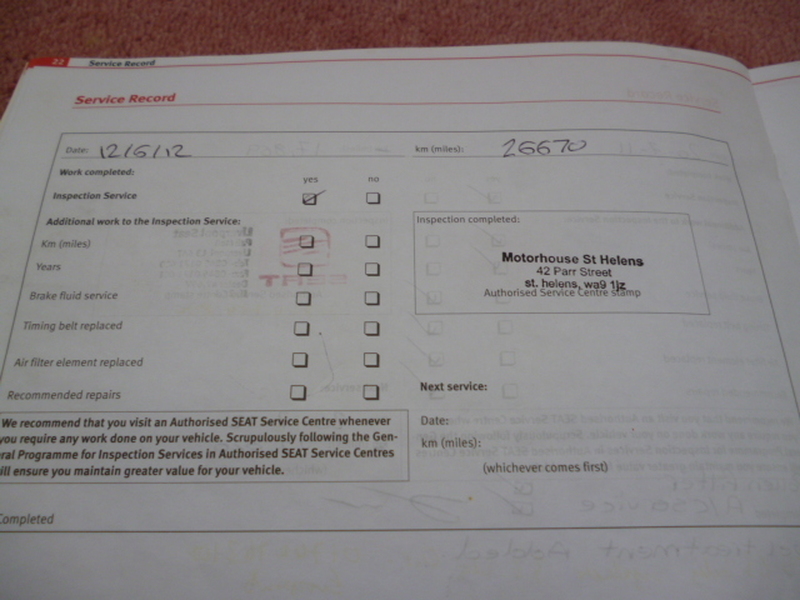 22 Service Record
Service Record
Date: 12/6/12 km (miles): 26670
Work completed:
yes no
Inspection Service
Additional work to the Inspection Service:
Inspection completed:
Km (miles)
Years
Motorhouse St Helens
42 Parr Street
st. helens, wa9 1jz
Authorised Service Centre stamp
Brake fluid service
Timing belt replaced
Air filter element replaced
Recommended repairs
Next service:
We recommend that you visit an Authorised SEAT Service Centre whenever
you require any work done on your vehicle. Scrupulously following the Gen-
ral Programme for Inspection Services in Authorised SEAT Service Centres
ill ensure you maintain greater value for your vehicle.
Date:
km (miles):
(whichever comes first)
Completed